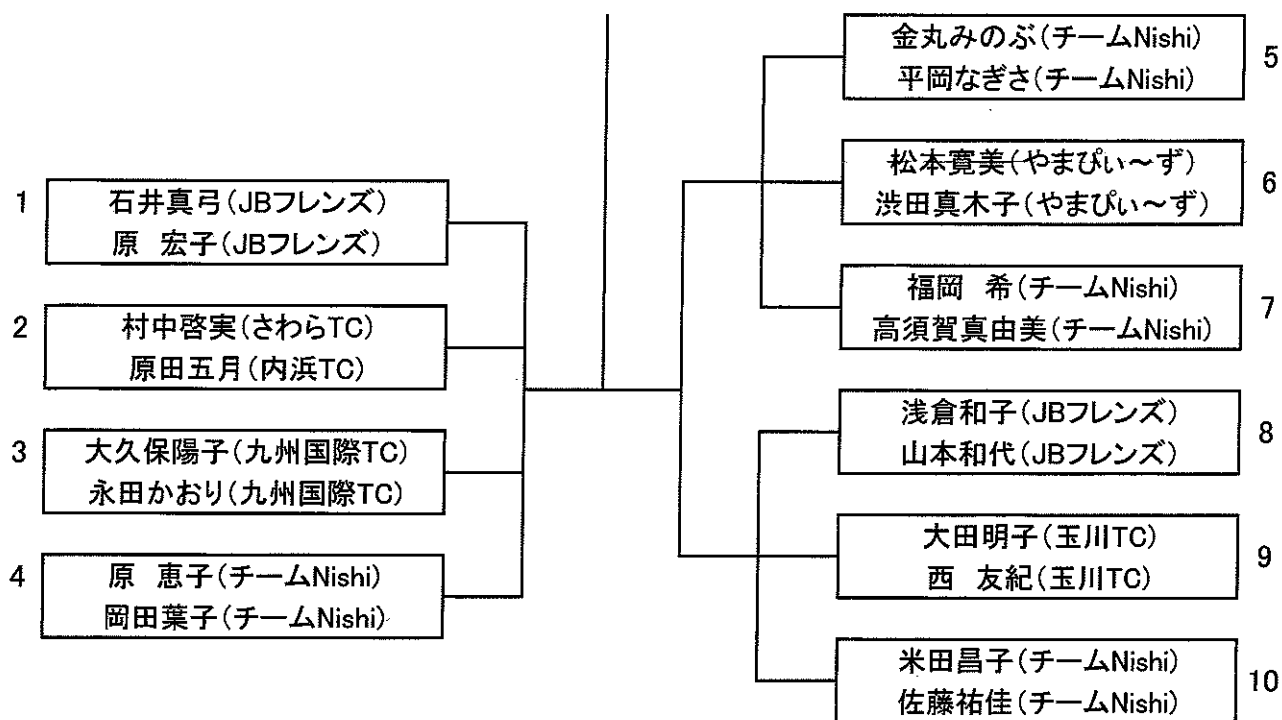 1
石井真弓(JBフレンズ)
原　宏子(JBフレンズ)
2
村中啓実(さわらTC)
原田五月(内浜TC)
3
大久保陽子(九州国際TC)
永田かおり(九州国際TC)
4
原　恵子(チームNishi)
岡田葉子(チームNishi)
金丸みのぶ(チームNishi)
平岡なぎさ(チームNishi)
5
松本寛美(やまぴぃ～ず)
渋田真木子(やまぴぃ～ず)
6
福岡　希(チームNishi)
高須賀真由美(チームNishi)
7
浅倉和子(JBフレンズ)
山本和代(JBフレンズ)
8
大田明子(玉川TC)
西　友紀(玉川TC)
9
米田昌子(チームNishi)
佐藤祐佳(チームNishi)
10